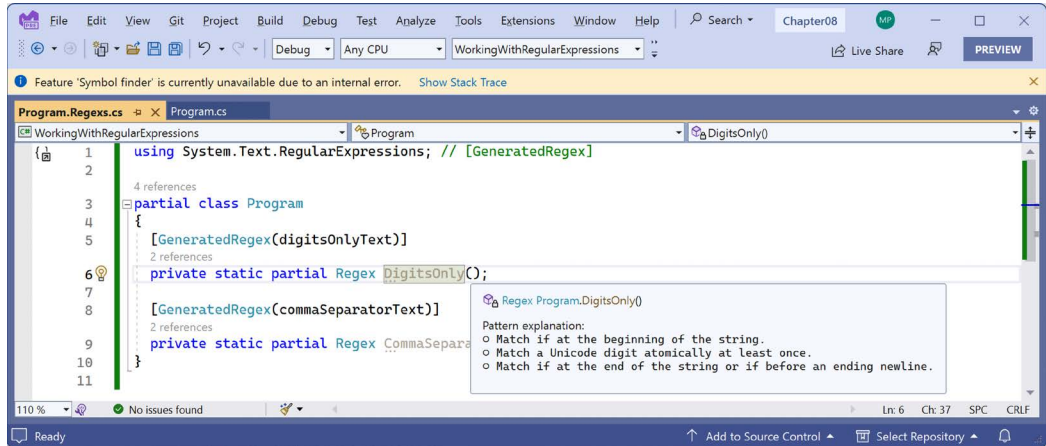 File Edit View Git Project Build Debug Test Analyze Tools Extensions Window Help Search Chapter08 MP
Debug Any CPU WorkingWithRegularExpressions Live Share PREVIEW
Feature 'Symbol finder' is currently unavailable due to an internal error. Show Stack Trace
Program.Regexs.cs Program.cs
C# WorkingWithRegularExpressions Program DigitsOnly()
1 using System.Text.RegularExpressions; // [GeneratedRegex]
2
4 references
3 partial class Program
4 {
5 [GeneratedRegex(digitsOnlyText)]
2 references
6 private static partial Regex DigitsOnly();
7
Regex Program.DigitsOnly()
8 [GeneratedRegex(commaSeparatorText)]
Pattern explanation:
2 references
○ Match if at the beginning of the string.
9 private static partial Regex CommaSepara
○ Match a Unicode digit atomically at least once.
10 }
○ Match if at the end of the string or if before an ending newline.
11
110 % No issues found Ln: 6 Ch: 37 SPC CRLF
Ready Add to Source Control Select Repository